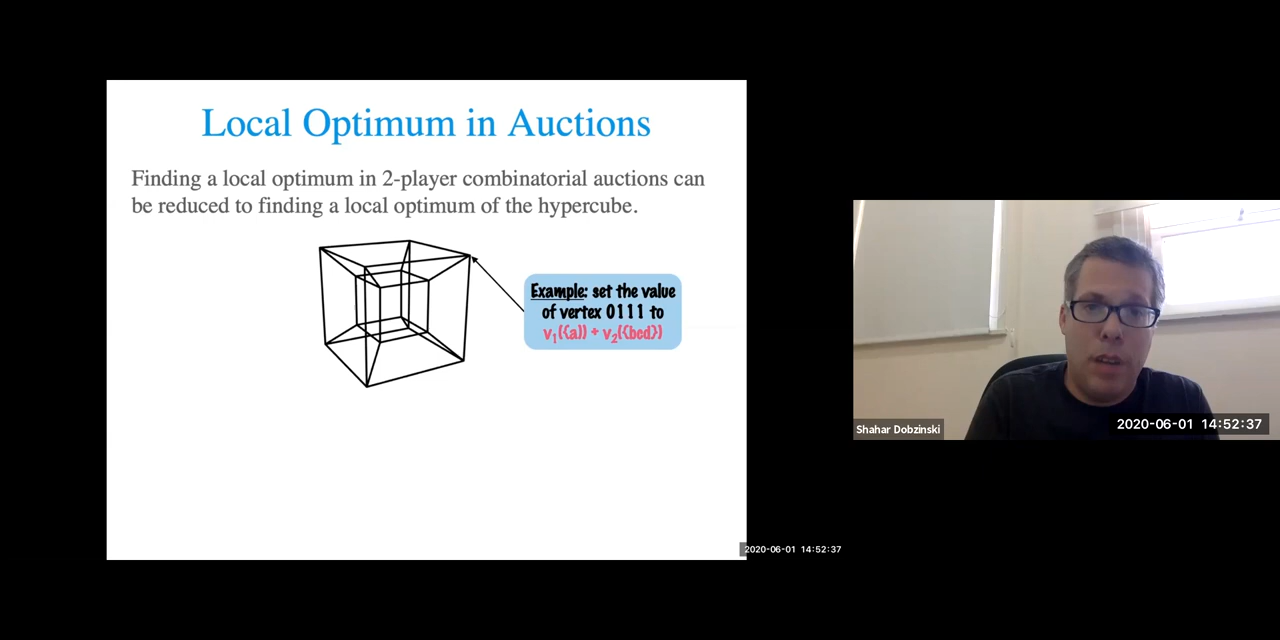 Local Optimum in Auctions
Finding a local optimum in 2-player combinatorial auctions can
be reduced to finding a local optimum of the hypercube.
Example: set the value
of vertex 0111 to
v₁({a}) + v₂({bcd})
Shahar Dobzinski
2020-06-01 14:52:37
2020-06-01 14:52:37